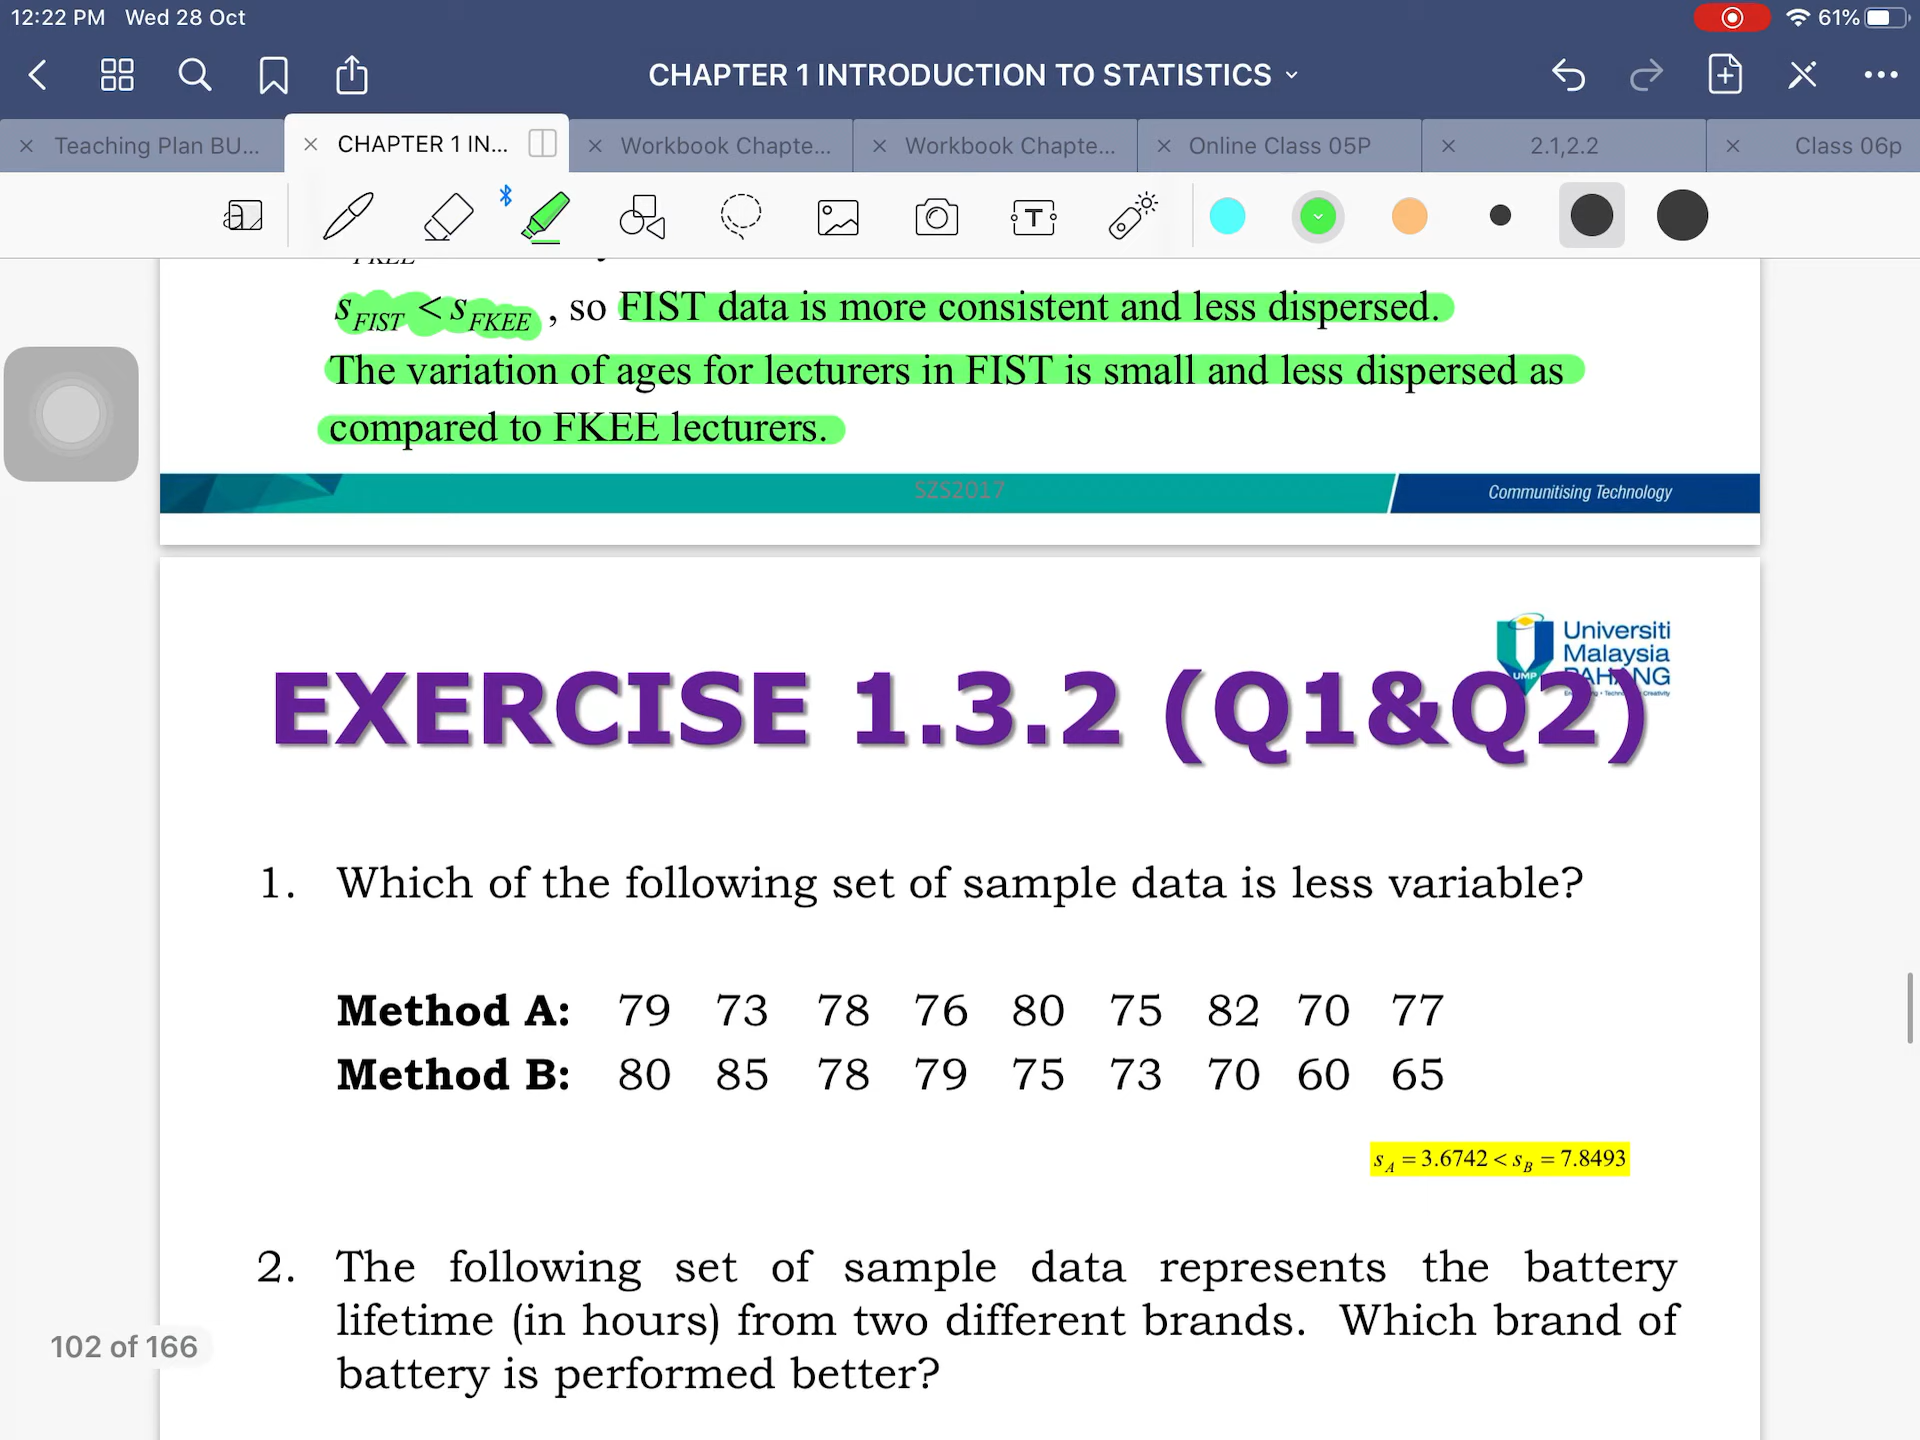 12:22 PM Wed 28 Oct
61%
CHAPTER 1 INTRODUCTION TO STATISTICS
Teaching Plan BU...
CHAPTER 1 IN...
Workbook Chapte...
Workbook Chapte...
Online Class 05P
2.1,2.2
Class 06p
s FIST < s FKEE , so FIST data is more consistent and less dispersed.
The variation of ages for lecturers in FIST is small and less dispersed as
compared to FKEE lecturers.
SZS2017
Communitising Technology
Universiti
Malaysia
PAHANG
UMP
EXERCISE 1.3.2 (Q1&Q2)
1. Which of the following set of sample data is less variable?
Method A: 79 73 78 76 80 75 82 70 77
Method B: 80 85 78 79 75 73 70 60 65
s A = 3.6742 < s B = 7.8493
2. The following set of sample data represents the battery
lifetime (in hours) from two different brands. Which brand of
battery is performed better?
102 of 166